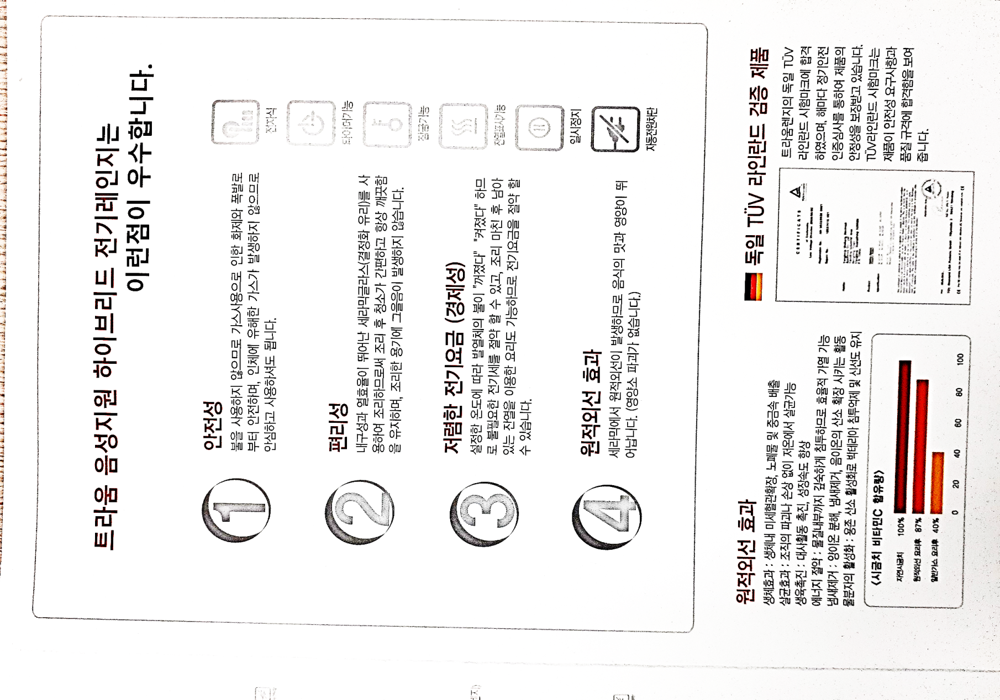 트라움 음성지원 하이브리드 전기레인지는
이런점이 우수합니다.
1
안전성
불을 사용하지 않으므로 가스사용으로 인한 화제와 폭발로
부터 안전하며, 인체에 유해한 가스가 발생하지 않으므로
안심하고 사용하셔도 됩니다.
2
편리성
내구성과 열효율이 뛰어난 세라믹글라스(결정화 유리)를 사
용하여 조리하므로써 조리 후 청소가 간편하고 항상 깨끗함
을 유지하며, 조리한 용기에 그을음이 발생하지 않습니다.
3
저렴한 전기요금 (경제성)
설정한 온도에 따라 발열체의 불이 "꺼졌다" "켜졌다" 하므
로 불필요한 전기세를 절약 할 수 있고, 조리 마친 후 남아
있는 잔열을 이용한 요리도 가능하므로 전기요금을 절약 할
수 있습니다.
4
원적외선 효과
세라믹에서 원적외선이 발생하므로 음식의 맛과 영양이 뛰
어납니다. (영양소 파괴가 없습니다.)
전자식
타이머기능
잠금기능
잔열표시기능
일시정지
자동전원차단
원적외선 효과
생체효과 : 생체내 미세혈관확장, 노폐물 및 중금속 배출
살균효과 : 조직의 파괴나 손상 없이 저온에서 살균가능
생육촉진 : 대사활동 촉진, 성장속도 향상
에너지 절약 : 물질내부까지 깊숙하게 침투하므로 효율적 가열 가능
냄새제거 : 양이온 분해, 냄새제거, 음이온의 산소 확장 시키는 활동
물분자의 활성화 : 용존 산소 활성화로 박테리아 침투억제 및 신선도 유지
<시금치 비타민C 함유량>
자연시금치 100%
원적외선 요리후 87%
일반가스 요리후 40%
0 20 40 60 80 100
독일 TÜV 라인란드 검증 제품
CERTIFICATE
트라움렌지의 독일 TÜV
라인란드 시험마크에 합격
하였으며, 해마다 정기안전
인증심사를 통하여 제품의
안정성을 보장받고 있습니다.
TÜV라인란드 시험마크는
제품이 안전성 요구사항과
품질 규격에 합격함을 보여
줍니다.